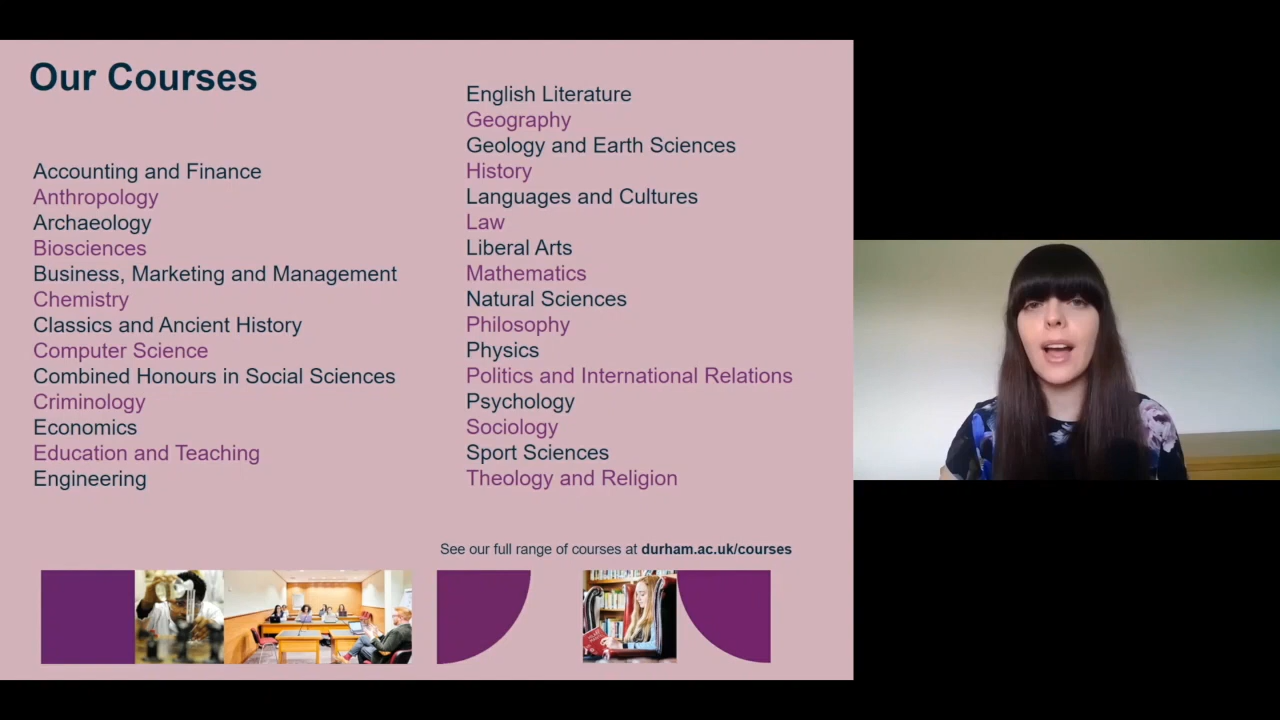 Our Courses
Accounting and Finance
Anthropology
Archaeology
Biosciences
Business, Marketing and Management
Chemistry
Classics and Ancient History
Computer Science
Combined Honours in Social Sciences
Criminology
Economics
Education and Teaching
Engineering
English Literature
Geography
Geology and Earth Sciences
History
Languages and Cultures
Law
Liberal Arts
Mathematics
Natural Sciences
Philosophy
Physics
Politics and International Relations
Psychology
Sociology
Sport Sciences
Theology and Religion
See our full range of courses at durham.ac.uk/courses